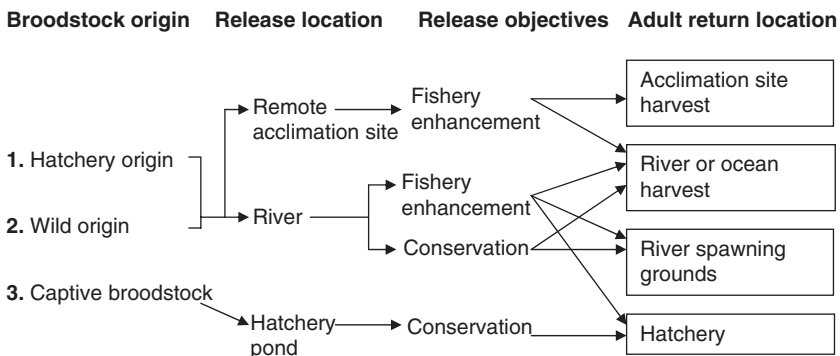 Broodstock origin Release location Release objectives Adult return location
Remote
acclimation site
Fishery
enhancement
Acclimation site
harvest
1. Hatchery origin
2. Wild origin
River
Fishery
enhancement
Conservation
River or ocean
harvest
River spawning
grounds
3. Captive broodstock
Hatchery
pond
Conservation
Hatchery